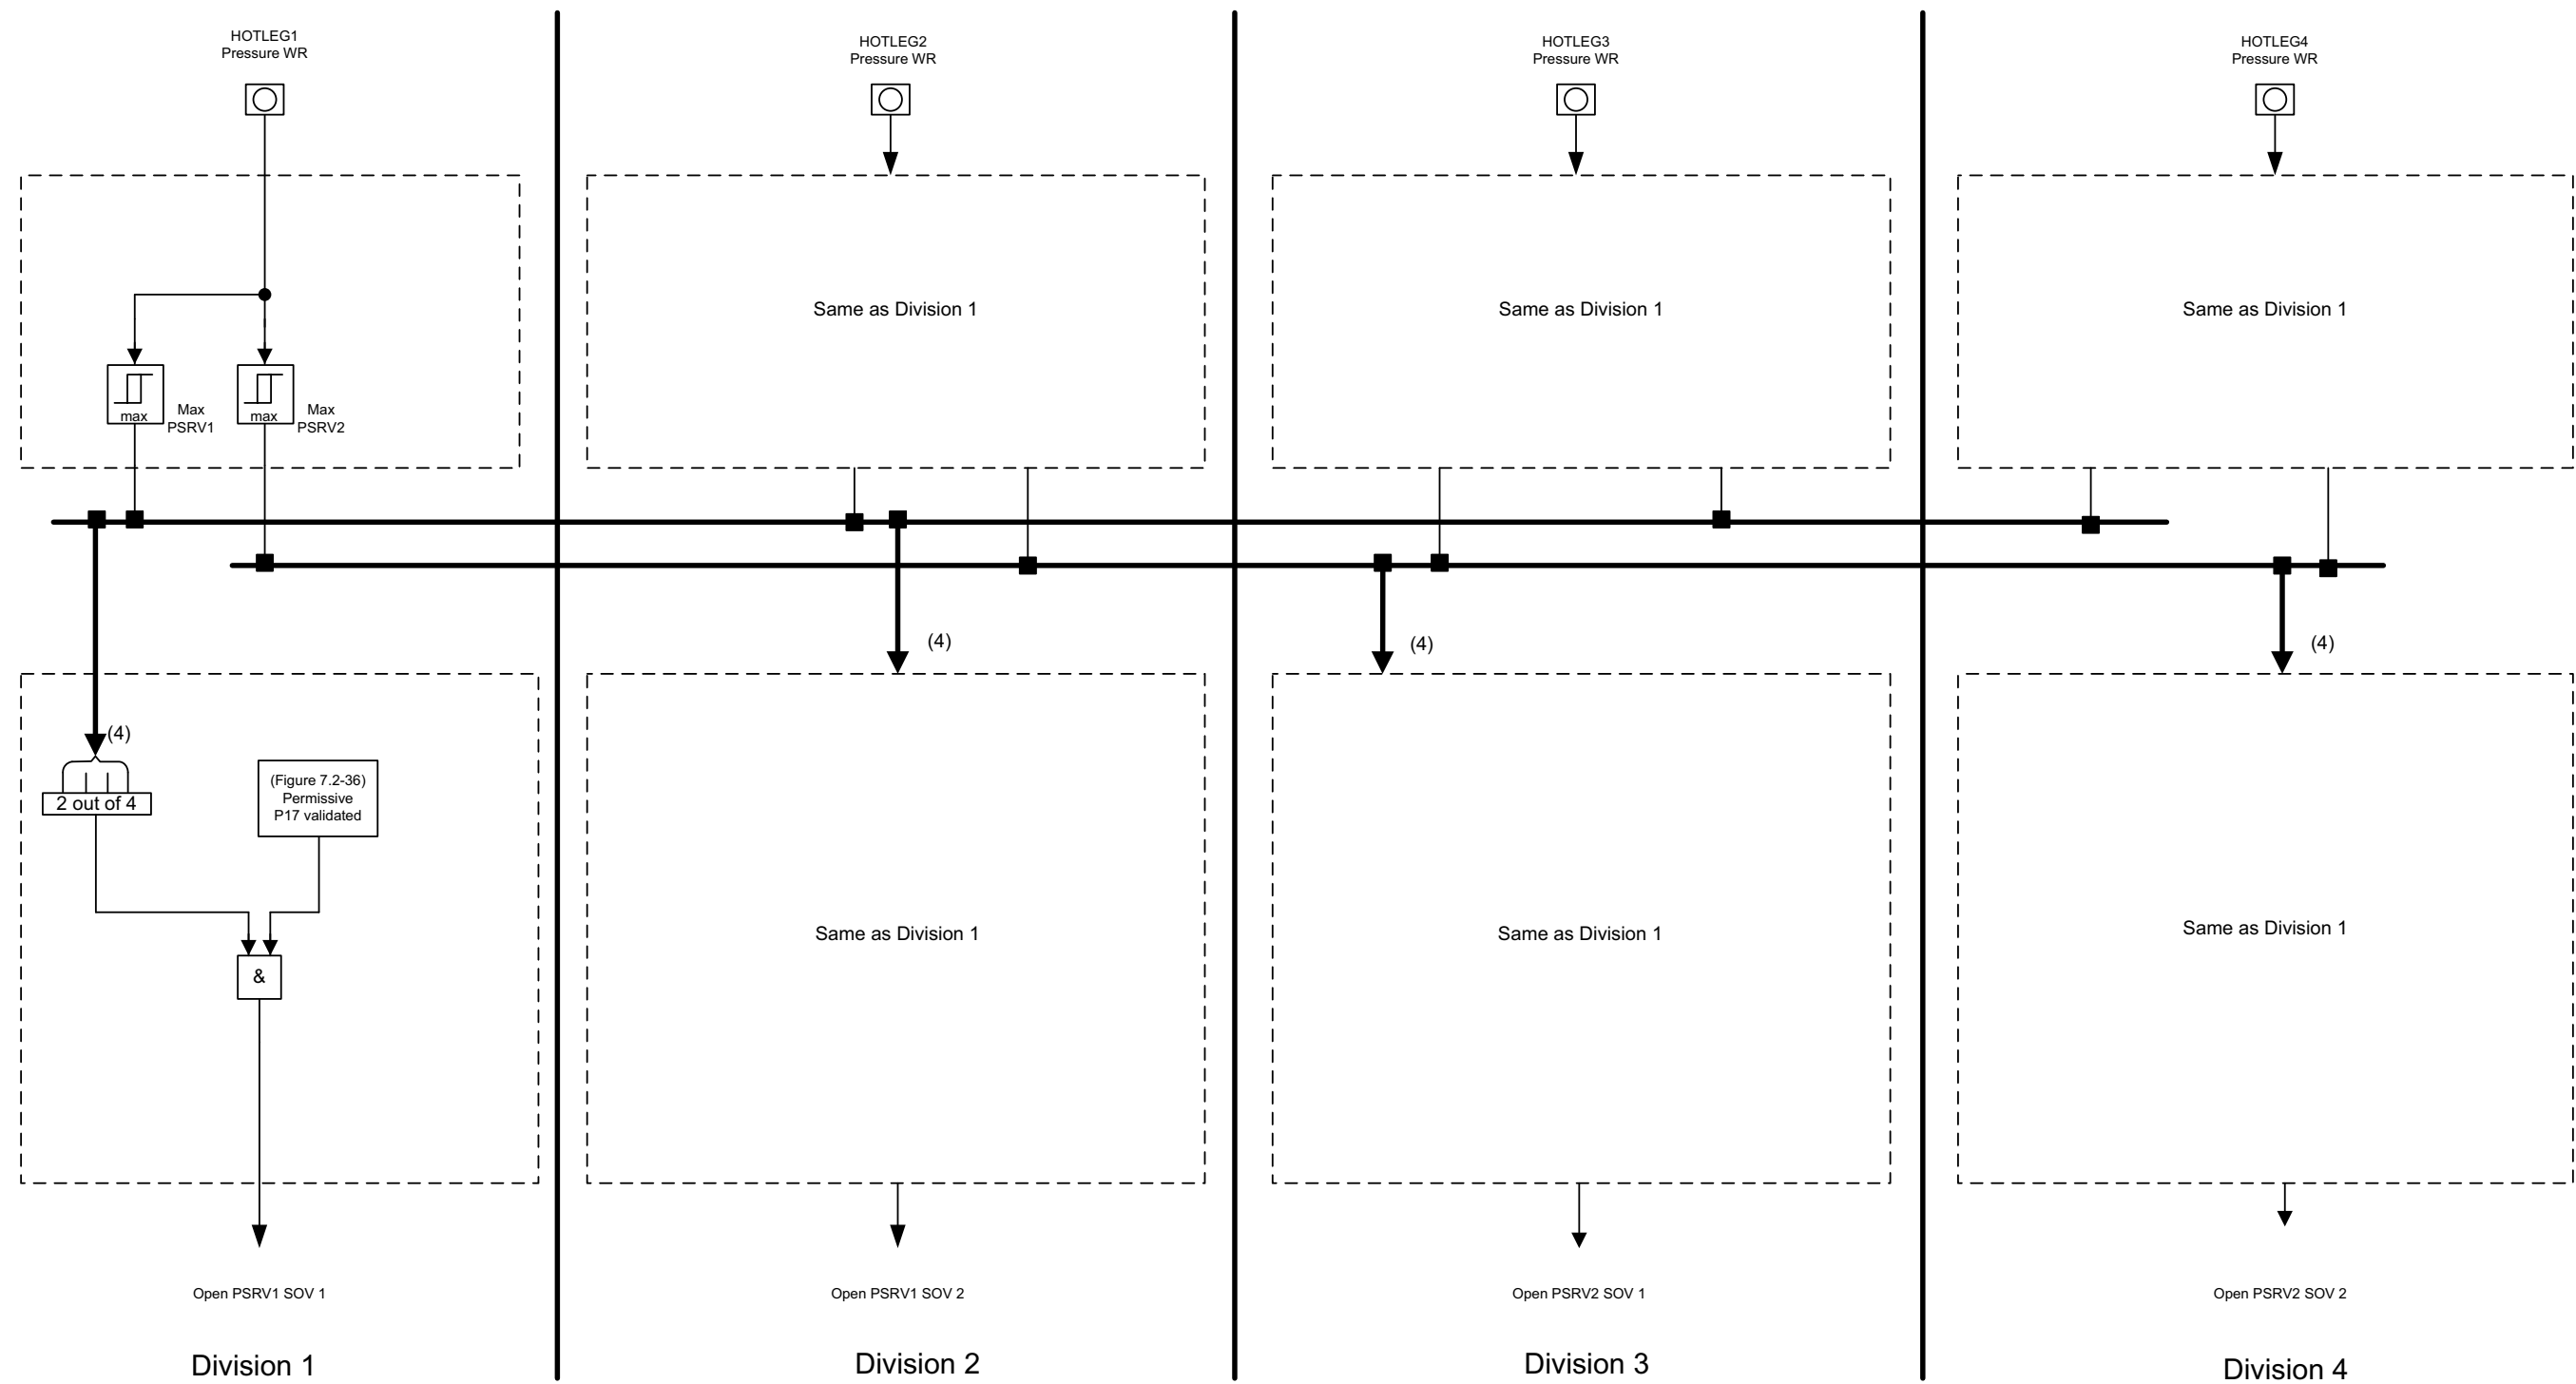 HOTLEG1
Pressure WR
HOTLEG2
Pressure WR
HOTLEG3
Pressure WR
HOTLEG4
Pressure WR
max
Max
PSRV1
max
Max
PSRV2
Same as Division 1
Same as Division 1
Same as Division 1
(4)
(4)
(4)
(4)
2 out of 4
(Figure 7.2-36)
Permissive
P17 validated
&
Same as Division 1
Same as Division 1
Same as Division 1
Open PSRV1 SOV 1
Open PSRV1 SOV 2
Open PSRV2 SOV 1
Open PSRV2 SOV 2
Division 1
Division 2
Division 3
Division 4